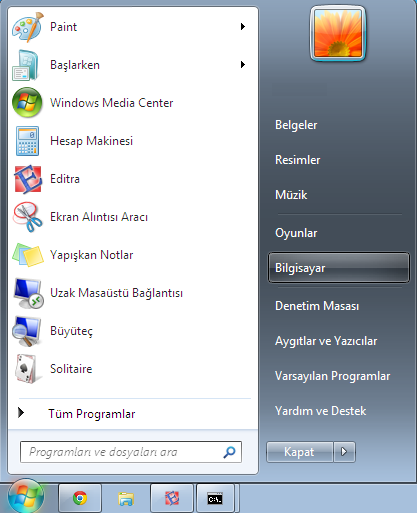 Paint
Başlarken
Windows Media Center
Hesap Makinesi
Editra
Ekran Alıntısı Aracı
Yapışkan Notlar
Uzak Masaüstü Bağlantısı
Büyüteç
Solitaire
Tüm Programlar
Programları ve dosyaları ara
Belgeler
Resimler
Müzik
Oyunlar
Bilgisayar
Denetim Masası
Aygıtlar ve Yazıcılar
Varsayılan Programlar
Yardım ve Destek
Kapat